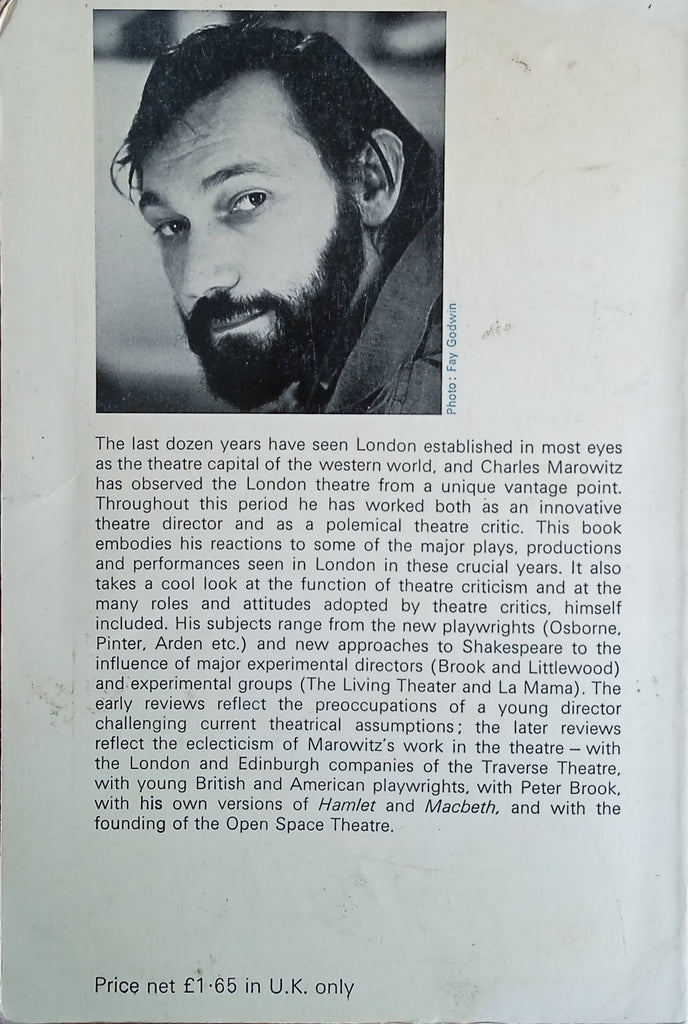 Photo: Fay Godwin
The last dozen years have seen London established in most eyes
as the theatre capital of the western world, and Charles Marowitz
has observed the London theatre from a unique vantage point.
Throughout this period he has worked both as an innovative
theatre director and as a polemical theatre critic. This book
embodies his reactions to some of the major plays, productions
and performances seen in London in these crucial years. It also
takes a cool look at the function of theatre criticism and at the
many roles and attitudes adopted by theatre critics, himself
included. His subjects range from the new playwrights (Osborne,
Pinter, Arden etc.) and new approaches to Shakespeare to the
influence of major experimental directors (Brook and Littlewood)
and experimental groups (The Living Theater and La Mama). The
early reviews reflect the preoccupations of a young director
challenging current theatrical assumptions; the later reviews
reflect the eclecticism of Marowitz's work in the theatre – with
the London and Edinburgh companies of the Traverse Theatre,
with young British and American playwrights, with Peter Brook,
with his own versions of Hamlet and Macbeth, and with the
founding of the Open Space Theatre.
Price net £1·65 in U.K. only